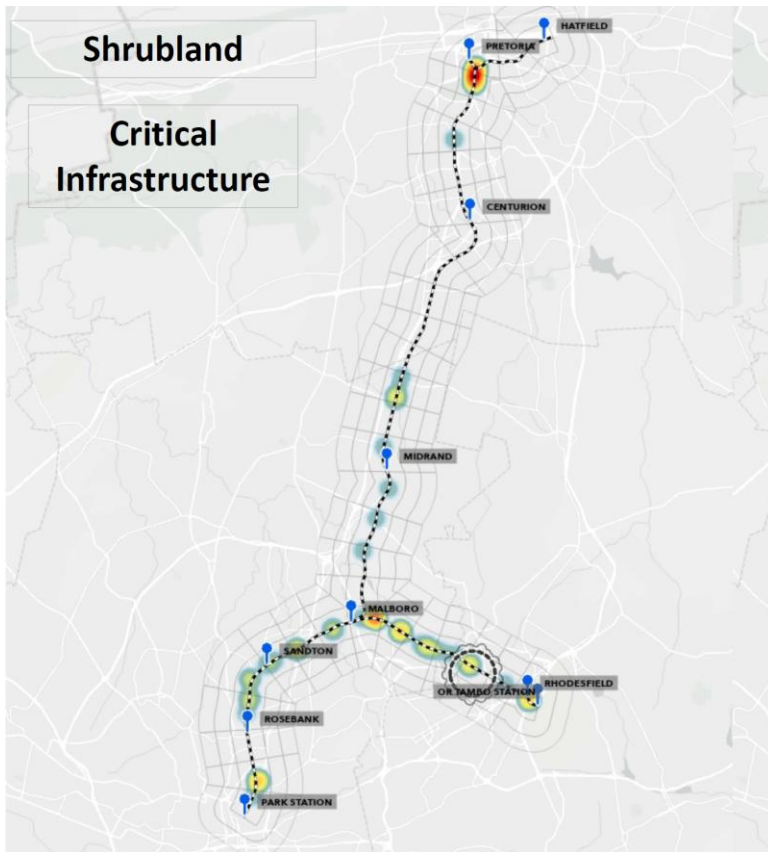 Shrubland
Critical
Infrastructure
HATFIELD
PRETORIA
CENTURION
MIDRAND
MALBORO
SANDTON
OR TAMBO STATION
RHODESFIELD
ROSEBANK
PARK STATION